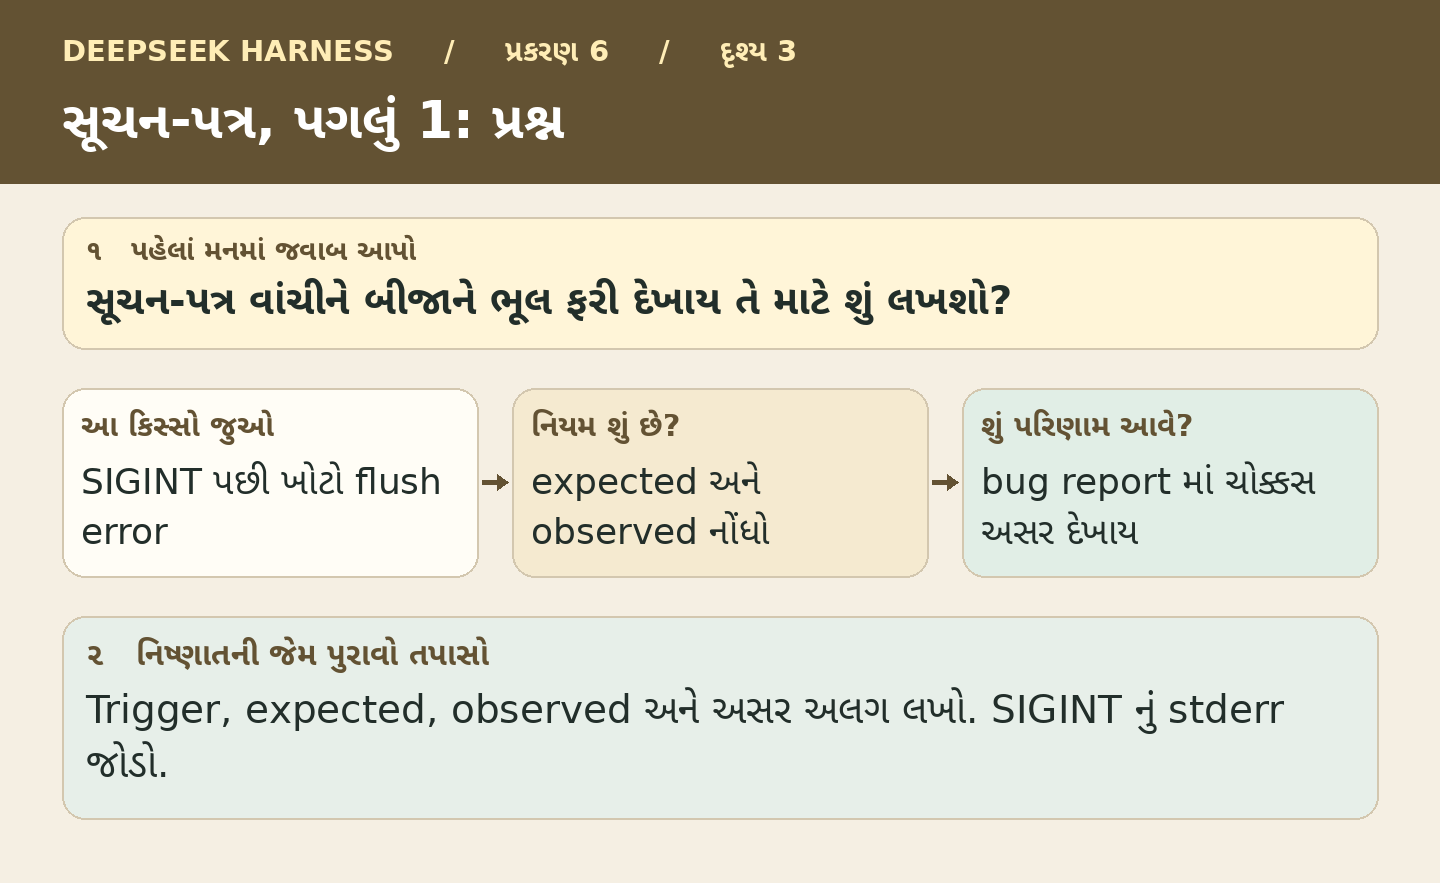 DEEPSEEK HARNESS / પ્રકરણ 6 / દૃશ્ય 3
સૂચન-પત્ર, પગલું 1: પ્રશ્ન
૧ પહેલાં મનમાં જવાબ આપો
સૂચન-પત્ર વાંચીને બીજાને ભૂલ ફરી દેખાય તે માટે શું લખશો?
આ કિસ્સો જુઓ
SIGINT પછી ખોટો flush
error
નિયમ શું છે?
expected અને
observed નોંધો
શું પરિણામ આવે?
bug report માં ચોક્કસ
અસર દેખાય
૨ નિષ્ણાતની જેમ પુરાવો તપાસો
Trigger, expected, observed અને અસર અલગ લખો. SIGINT નું stderr
જોડો.